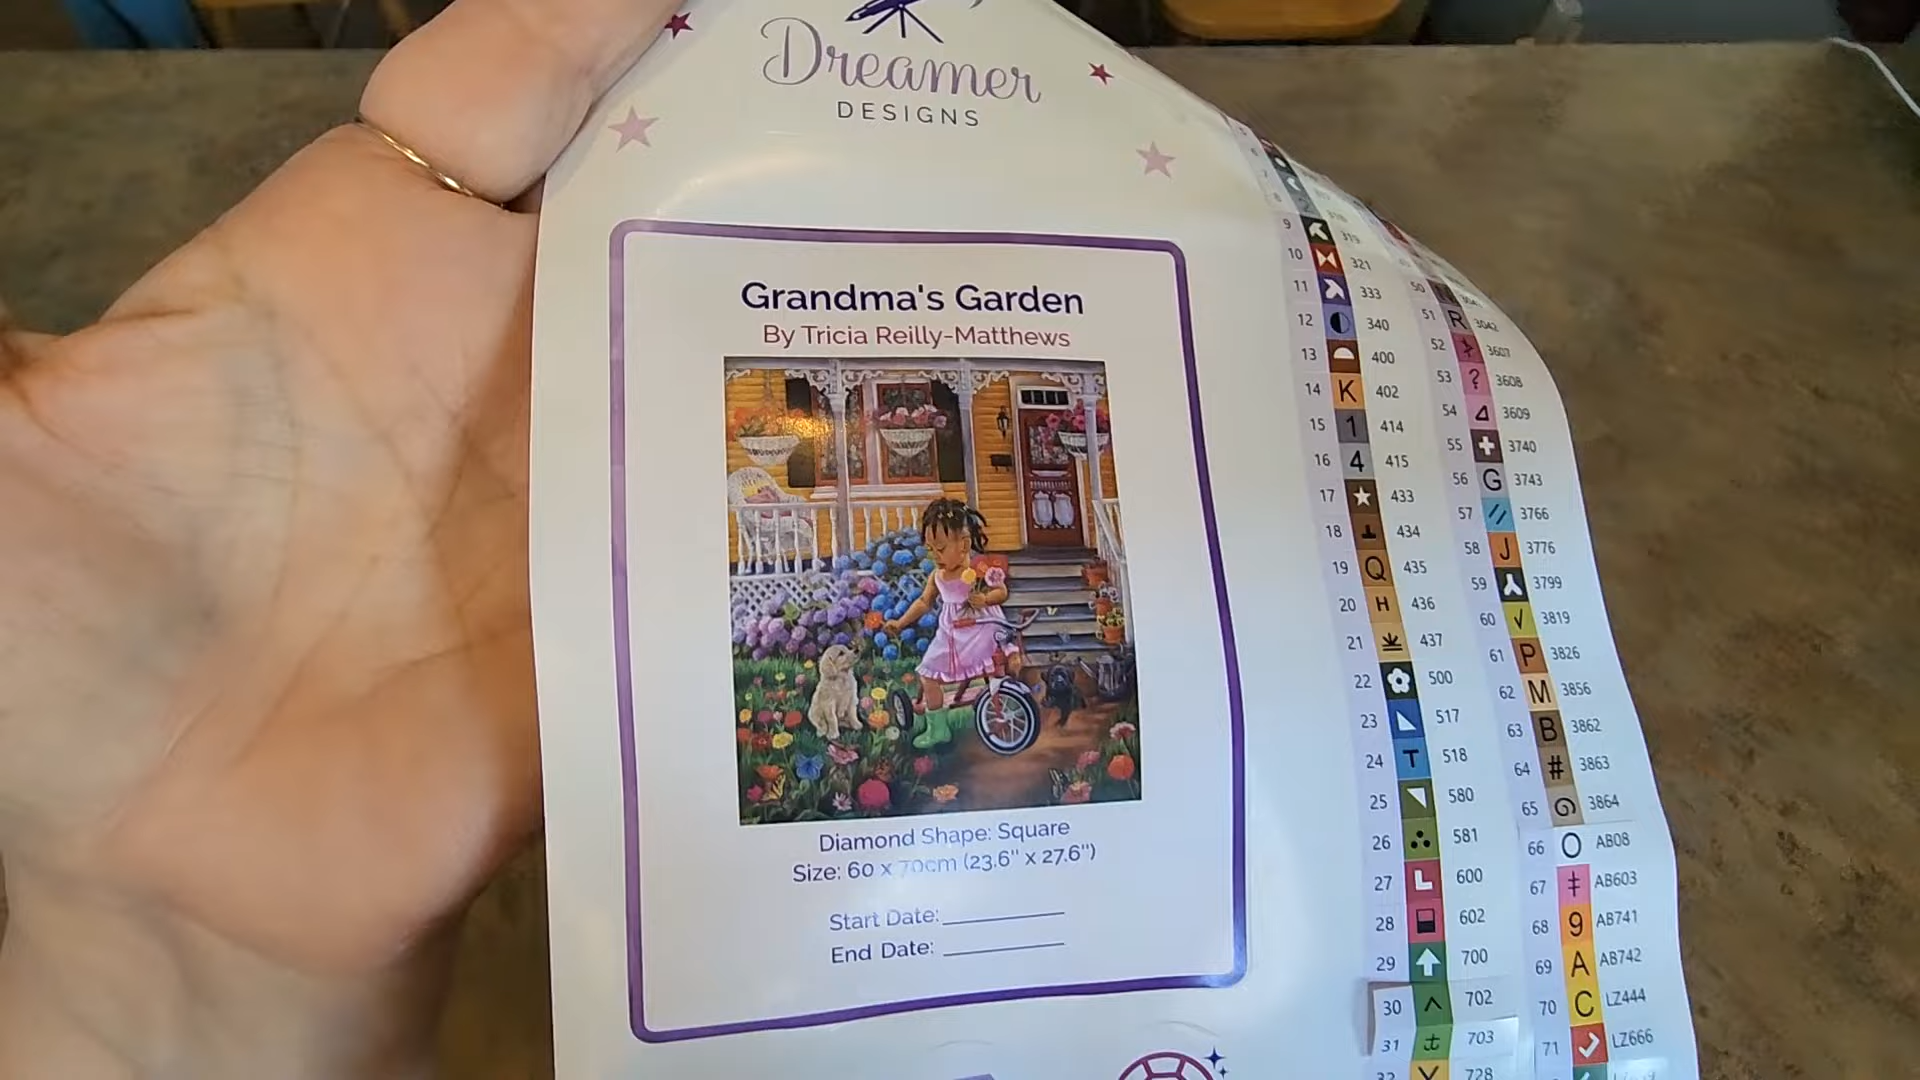 Dreamer
DESIGNS
Grandma's Garden
By Tricia Reilly-Matthews
Diamond Shape: Square
Size: 60 x 70cm (23.6" x 27.6")
Start Date:
End Date:
9 319
10 321
11 333
12 340
13 400
14 K 402
15 1 414
16 4 415
17 433
18 434
19 Q 435
20 H 436
21 437
22 500
23 517
24 T 518
25 580
26 581
27 L 600
28 602
29 700
30 ^ 702
31 703
32 Y 728
50
51 R 3042
52 3607
53 ? 3608
54 3609
55 3740
56 G 3743
57 // 3766
58 J 3776
59 3799
60 √ 3819
61 P 3826
62 M 3856
63 B 3862
64 # 3863
65 3864
66 O AB08
67 ‡ AB603
68 9 AB741
69 A AB742
70 C LZ444
71 LZ666